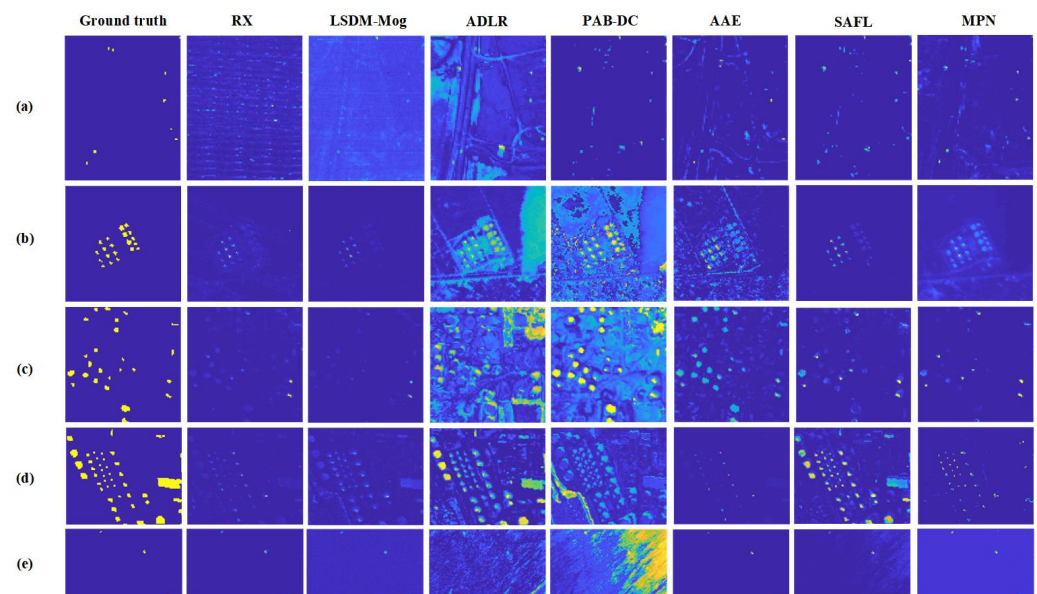 Ground truth RX LSDM-Mog ADLR PAB-DC AAE SAFL MPN
(a)
(b)
(c)
(d)
(e)